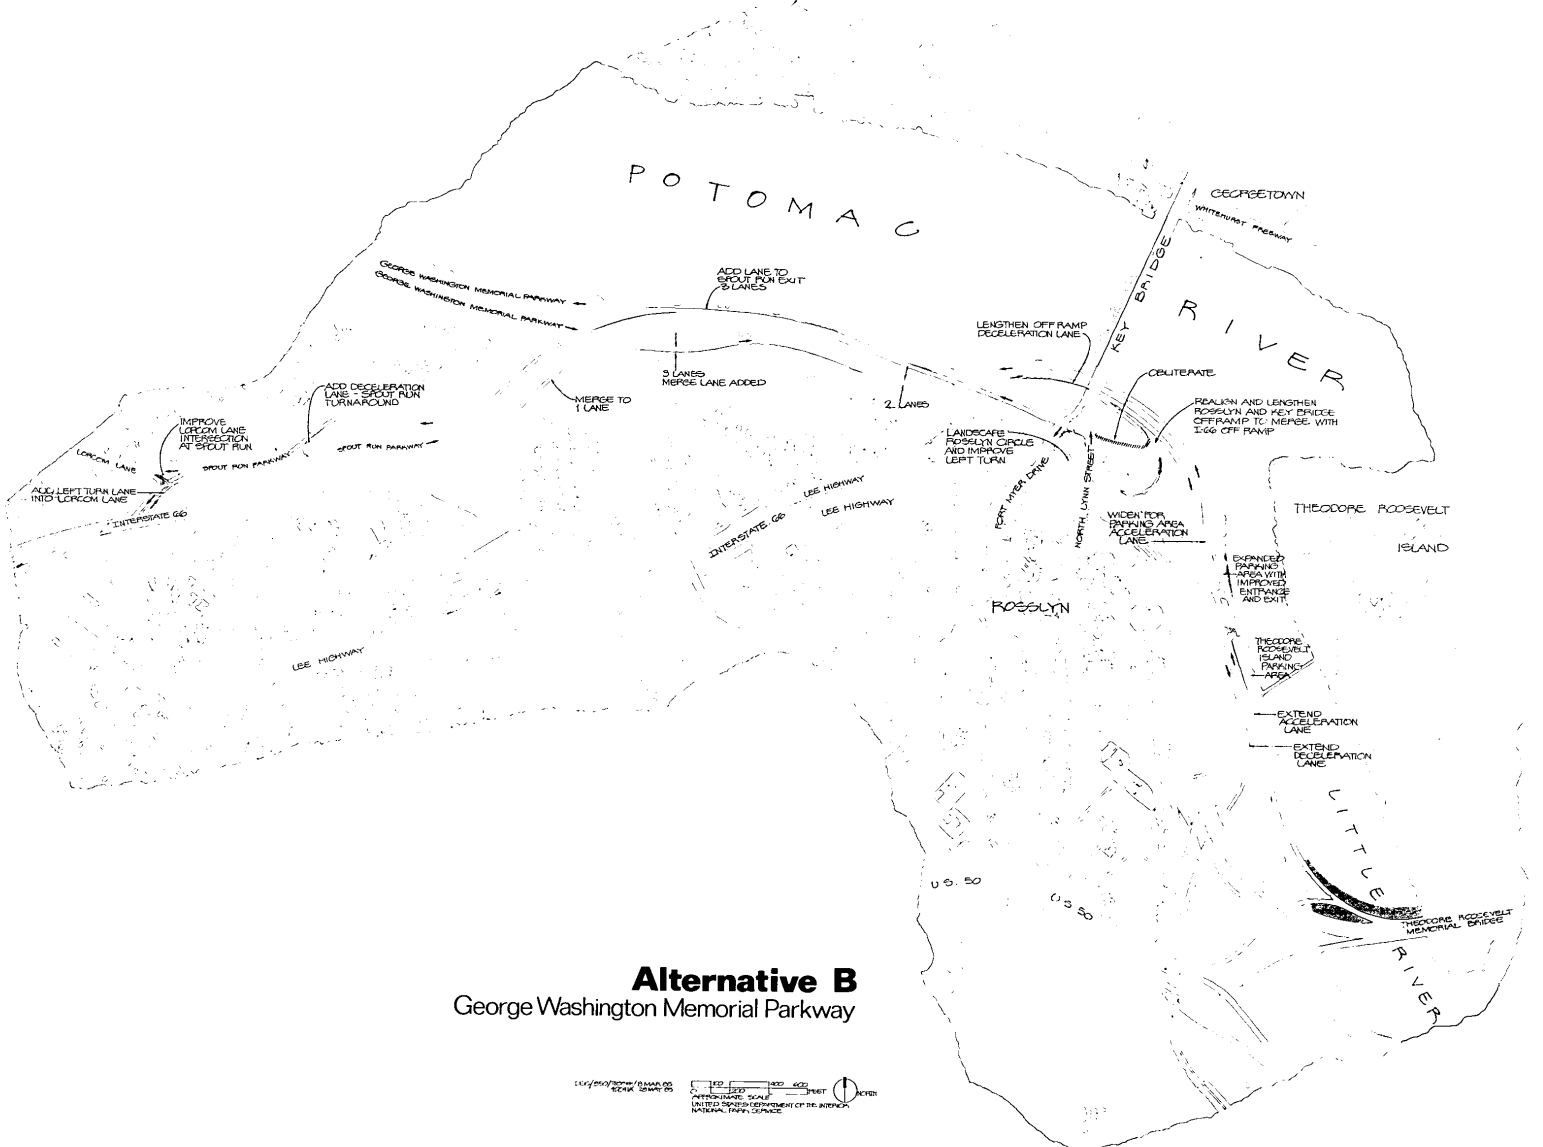 POTOMAC
GEORGETOWN
WHITEHURST FREEWAY
KEY BRIDGE
RIVER
GEORGE WASHINGTON MEMORIAL PARKWAY
GEORGE WASHINGTON MEMORIAL PARKWAY
ADD LANE TO
SPOUT RUN EXIT
3 LANES
LENGTHEN OFF RAMP
DECELERATION LANE
OBLITERATE
3 LANES
MERGE LANE ADDED
2 LANES
MERGE TO
1 LANE
REALIGN AND LENGTHEN
ROSSLYN AND KEY BRIDGE
OFFRAMP TO MERGE WITH
I-66 OFF RAMP
ADD DECELERATION
LANE - SPOUT RUN
TURNAROUND
IMPROVE
LORCOM LANE
INTERSECTION
AT SPOUT RUN
LANDSCAPE
ROSSLYN CIRCLE
AND IMPROVE
LEFT TURN
LORCOM LANE
SPOUT RUN PARKWAY
SPOUT RUN PARKWAY
ADD LEFT TURN LANE
INTO LORCOM LANE
INTERSTATE 66
FORT MYER DRIVE
NORTH LYNN STREET
LEE HIGHWAY
LEE HIGHWAY
INTERSTATE 66
WIDEN FOR
PARKING AREA
ACCELERATION
LANE
THEODORE ROOSEVELT
ISLAND
EXPANDED
PARKING
AREA WITH
IMPROVED
ENTRANCE
AND EXIT
ROSSLYN
THEODORE
ROOSEVELT
ISLAND
PARKING
AREA
LEE HIGHWAY
EXTEND
ACCELERATION
LANE
EXTEND
DECELERATION
LANE
LITTLE
RIVER
U.S. 50
U.S. 50
THEODORE ROOSEVELT
MEMORIAL BRIDGE
Alternative B
George Washington Memorial Parkway
0 100 200 400 600 FEET
NORTH
APPROXIMATE SCALE
UNITED STATES DEPARTMENT OF THE INTERIOR
NATIONAL PARK SERVICE